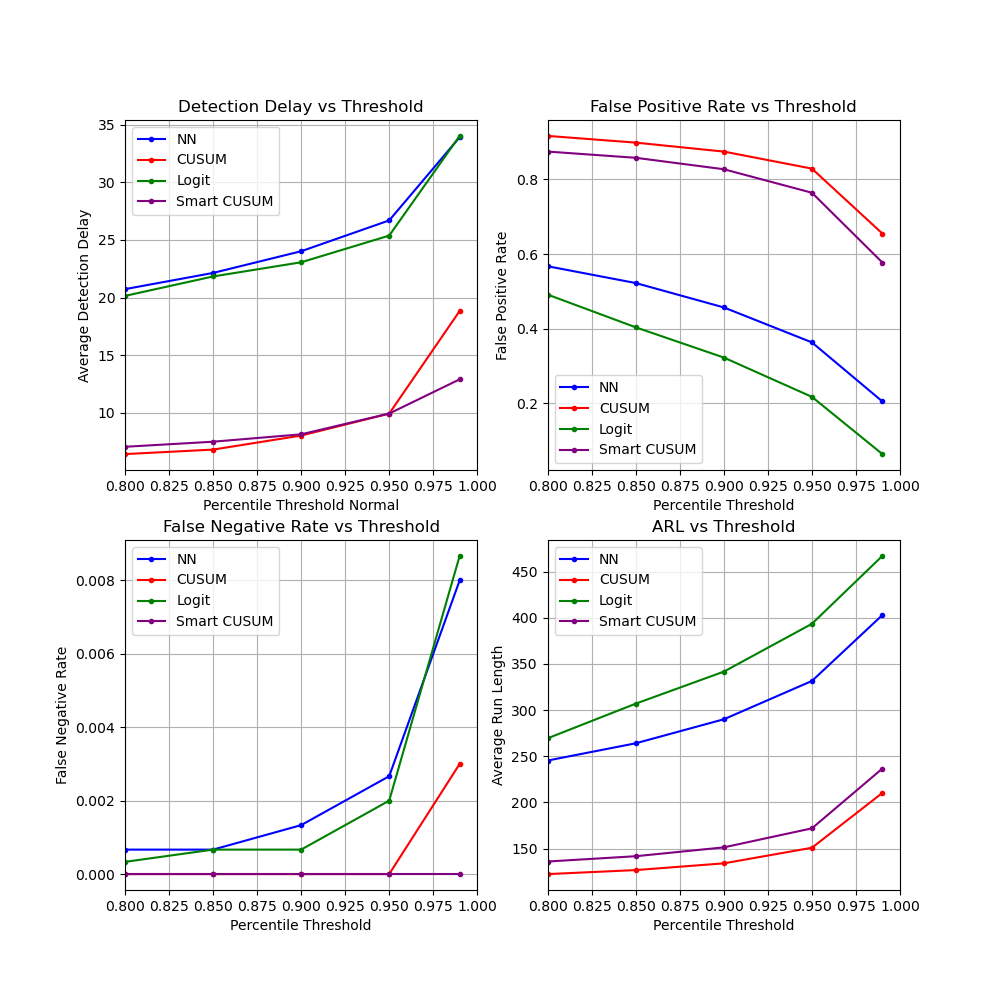 Detection Delay vs Threshold
Average Detection Delay
35
30
25
20
15
10
NN
CUSUM
Logit
Smart CUSUM
0.800 0.825 0.850 0.875 0.900 0.925 0.950 0.975 1.000
Percentile Threshold Normal
False Positive Rate vs Threshold
False Positive Rate
0.8
0.6
0.4
0.2
NN
CUSUM
Logit
Smart CUSUM
0.800 0.825 0.850 0.875 0.900 0.925 0.950 0.975 1.000
Percentile Threshold
False Negative Rate vs Threshold
False Negative Rate
0.008
0.006
0.004
0.002
0.000
NN
CUSUM
Logit
Smart CUSUM
0.800 0.825 0.850 0.875 0.900 0.925 0.950 0.975 1.000
Percentile Threshold
ARL vs Threshold
Average Run Length
450
400
350
300
250
200
150
NN
CUSUM
Logit
Smart CUSUM
0.800 0.825 0.850 0.875 0.900 0.925 0.950 0.975 1.000
Percentile Threshold